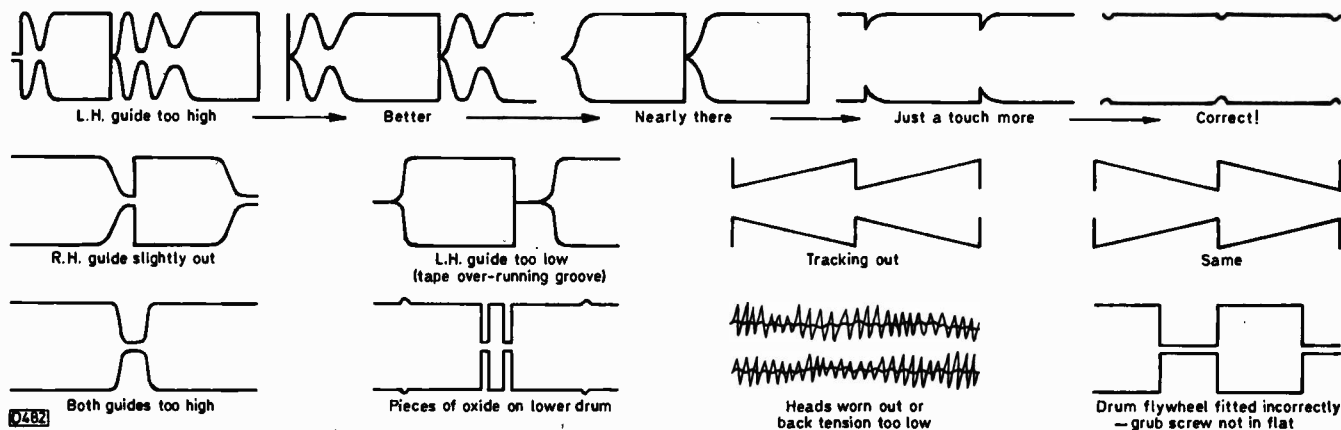 L.H. guide too high
Better
Nearly there
Just a touch more
Correct!
R.H. guide slightly out
L.H. guide too low
(tape over-running groove)
Tracking out
Same
Both guides too high
Pieces of oxide on lower drum
Heads worn out or
back tension too low
Drum flywheel fitted incorrectly
— grub screw not in flat
D482